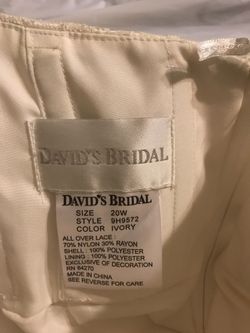 DAVID'S BRIDAL
DAVID'S BRIDAL
SIZE 20W
STYLE 9H9572
COLOR IVORY
ALL OVER LACE :
70% NYLON 30% RAYON
SHELL : 100% POLYESTER
LINING : 100% POLYESTER
EXCLUSIVE OF DECORATION
RN 84270
MADE IN CHINA
SEE REVERSE FOR CARE